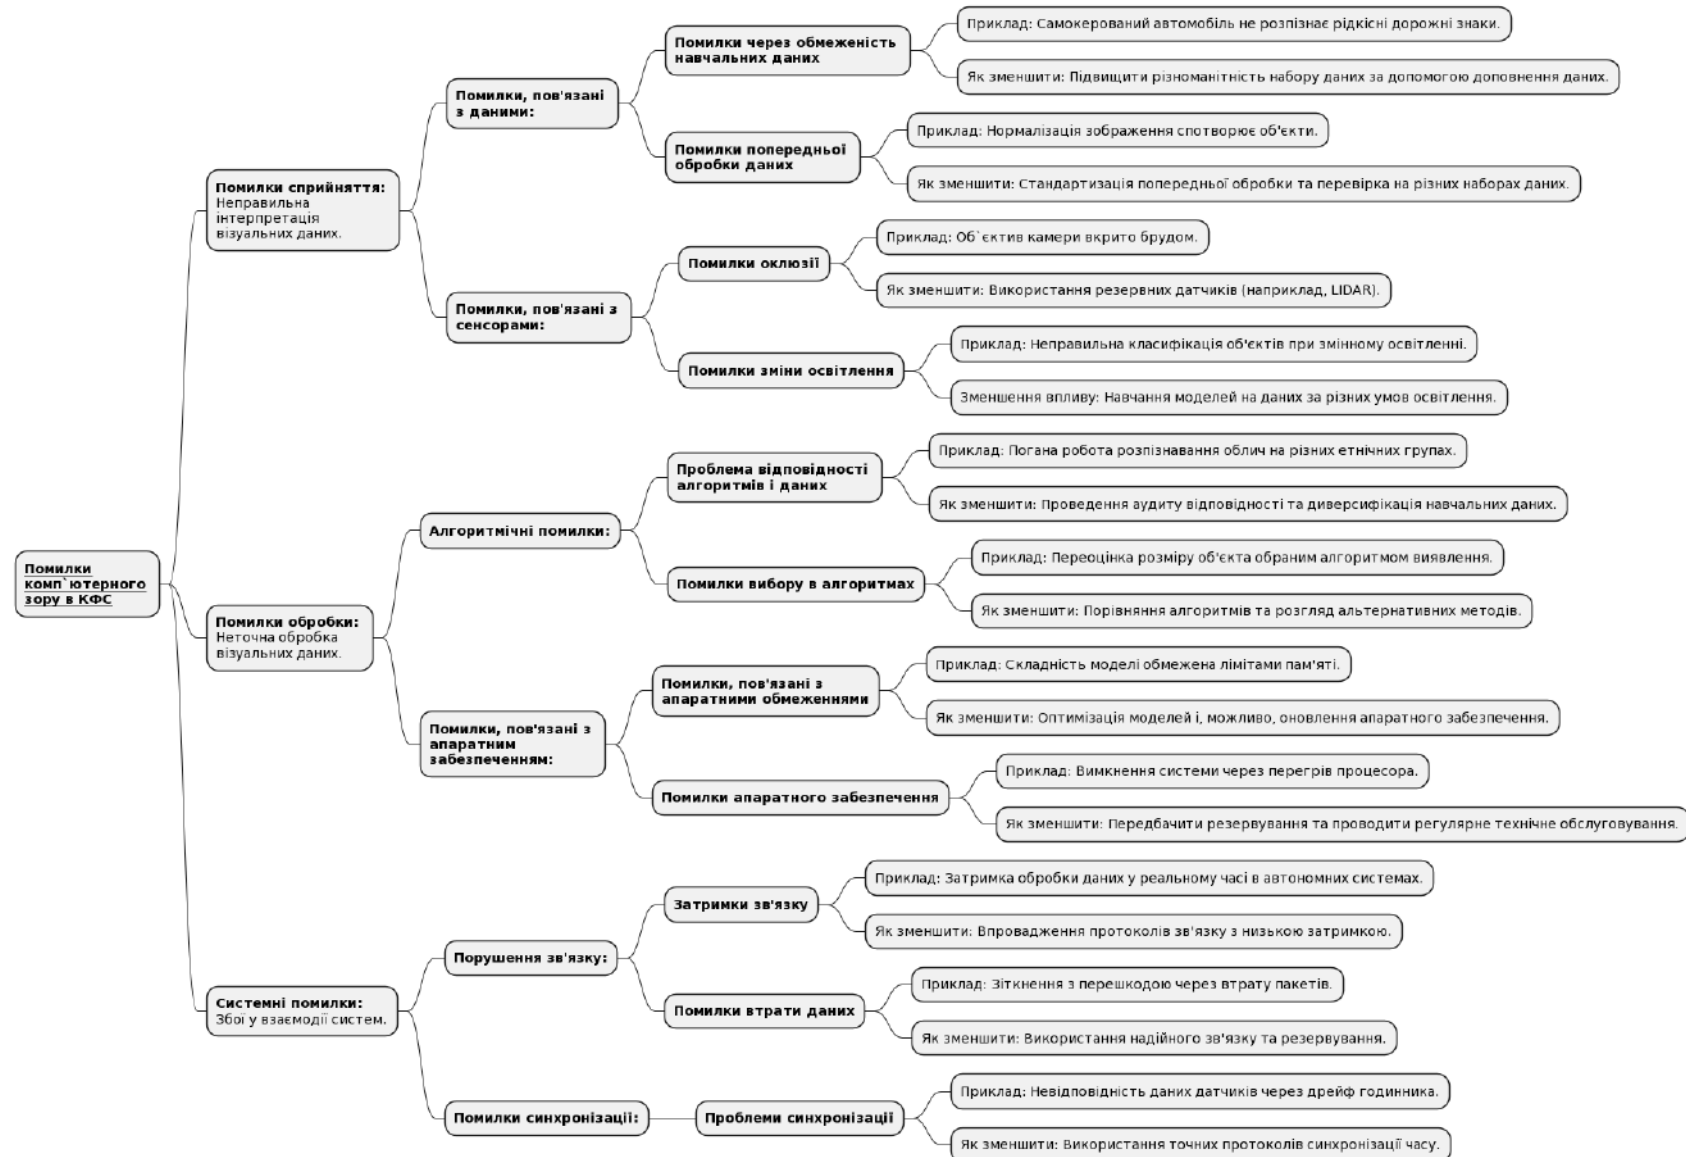 Помилки
комп`ютерного
зору в КФС
Помилки сприйняття:
Неправильна
інтерпретація
візуальних даних.
Помилки, пов'язані
з даними:
Помилки через обмеженість
навчальних даних
Приклад: Самокерований автомобіль не розпізнає рідкісні дорожні знаки.
Як зменшити: Підвищити різноманітність набору даних за допомогою доповнення даних.
Помилки попередньої
обробки даних
Приклад: Нормалізація зображення спотворює об'єкти.
Як зменшити: Стандартизація попередньої обробки та перевірка на різних наборах даних.
Помилки, пов'язані з
сенсорами:
Помилки оклюзії
Приклад: Об`єктив камери вкрито брудом.
Як зменшити: Використання резервних датчиків (наприклад, LIDAR).
Помилки зміни освітлення
Приклад: Неправильна класифікація об'єктів при змінному освітленні.
Зменшення впливу: Навчання моделей на даних за різних умов освітлення.
Помилки обробки:
Неточна обробка
візуальних даних.
Алгоритмічні помилки:
Проблема відповідності
алгоритмів і даних
Приклад: Погана робота розпізнавання облич на різних етнічних групах.
Як зменшити: Проведення аудиту відповідності та диверсифікація навчальних даних.
Помилки вибору в алгоритмах
Приклад: Переоцінка розміру об'єкта обраним алгоритмом виявлення.
Як зменшити: Порівняння алгоритмів та розгляд альтернативних методів.
Помилки, пов'язані з
апаратним
забезпеченням:
Помилки, пов'язані з
апаратними обмеженнями
Приклад: Складність моделі обмежена лімітами пам'яті.
Як зменшити: Оптимізація моделей і, можливо, оновлення апаратного забезпечення.
Помилки апаратного забезпечення
Приклад: Вимкнення системи через перегрів процесора.
Як зменшити: Передбачити резервування та проводити регулярне технічне обслуговування.
Системні помилки:
Збої у взаємодії систем.
Порушення зв'язку:
Затримки зв'язку
Приклад: Затримка обробки даних у реальному часі в автономних системах.
Як зменшити: Впровадження протоколів зв'язку з низькою затримкою.
Помилки втрати даних
Приклад: Зіткнення з перешкодою через втрату пакетів.
Як зменшити: Використання надійного зв'язку та резервування.
Помилки синхронізації:
Проблеми синхронізації
Приклад: Невідповідність даних датчиків через дрейф годинника.
Як зменшити: Використання точних протоколів синхронізації часу.